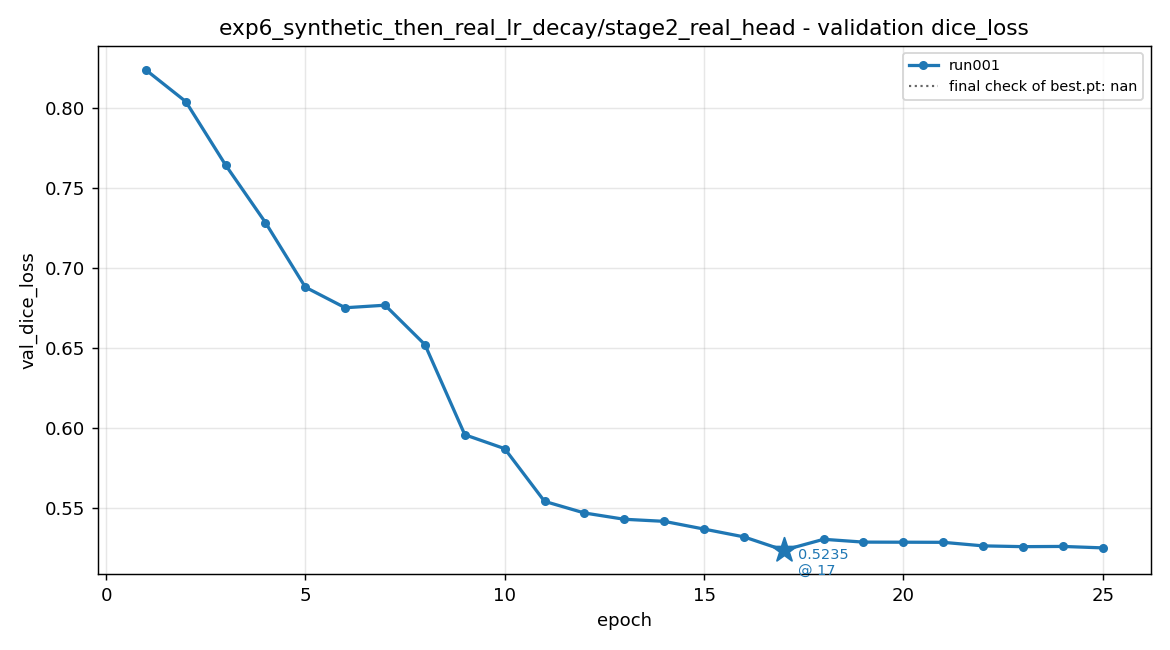 exp6_synthetic_then_real_lr_decay/stage2_real_head - validation dice_loss
run001
final check of best.pt: nan
val_dice_loss
0.80
0.75
0.70
0.65
0.60
0.55
0.5235
@ 17
0
5
10
15
20
25
epoch